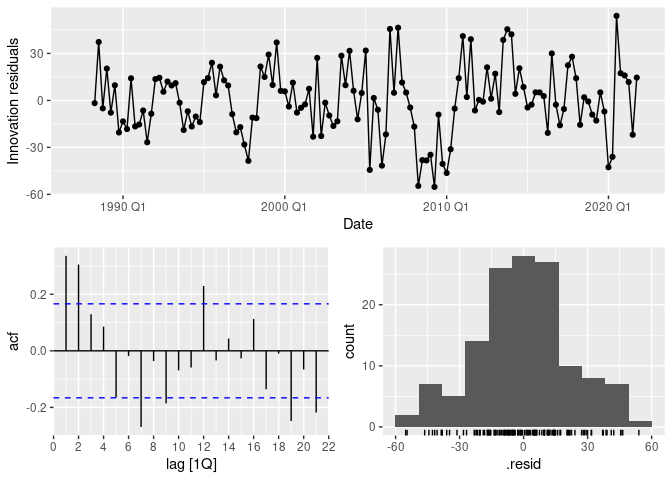 Innovation residuals
30
0
-30
-60
1990 Q1 2000 Q1 2010 Q1 2020 Q1
Date
acf
0.2
0.0
-0.2
0 2 4 6 8 10 12 14 16 18 20 22
lag [1Q]
count
20
10
0
-60 -30 0 30 60
.resid